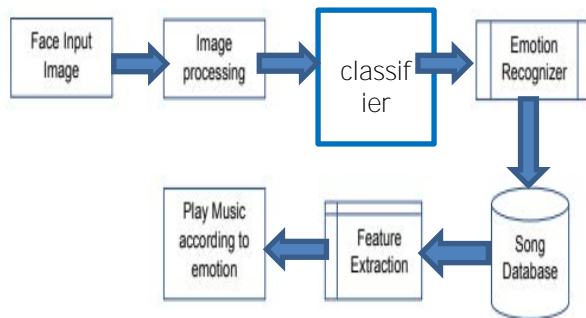 Face Input
Image
Image
processing
classif
ier
Emotion
Recognizer
Song
Database
Feature
Extraction
Play Music
according to
emotion